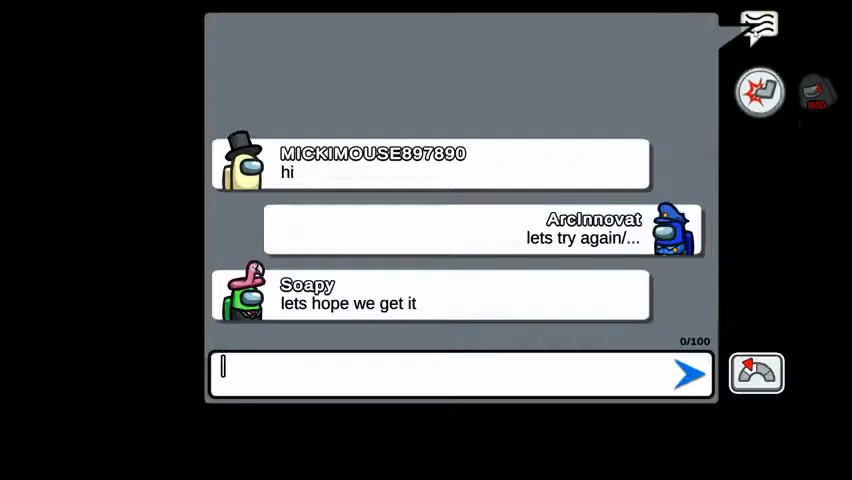 MICKIMOUSE897890
hi
ArcInnovat
lets try again/...
Soapy
lets hope we get it
0/100